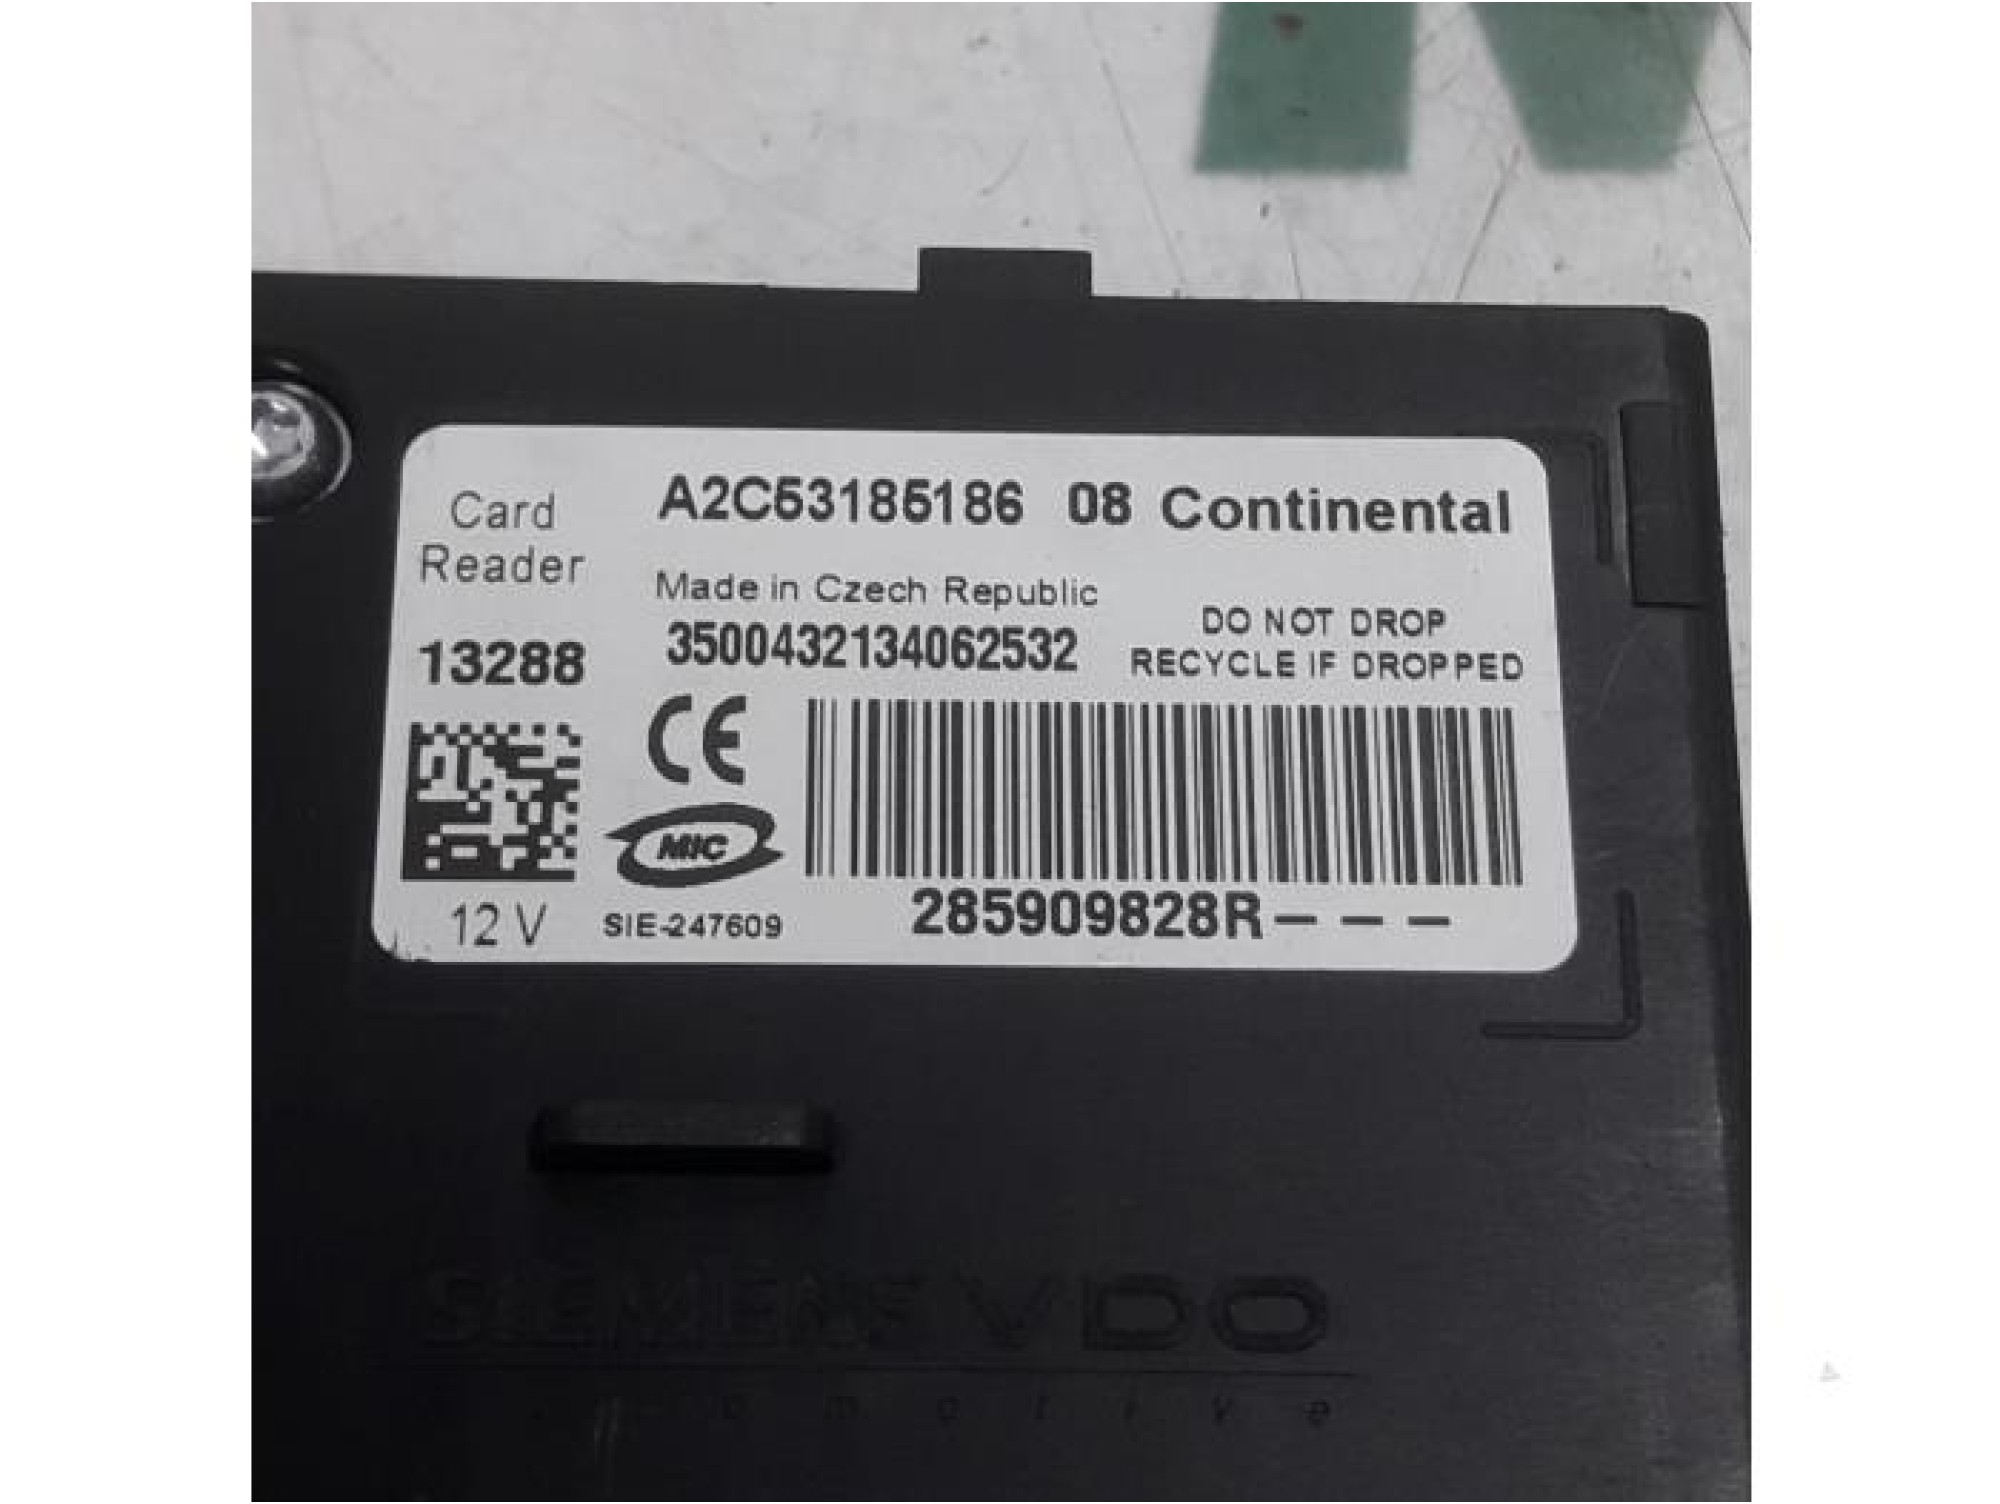 Card
Reader
13288
12 V
A2C53185186 08 Continental
Made in Czech Republic
3500432134062532
DO NOT DROP
RECYCLE IF DROPPED
CE
MIC
SIE-247609
285909828R---
SIEMENS VDO